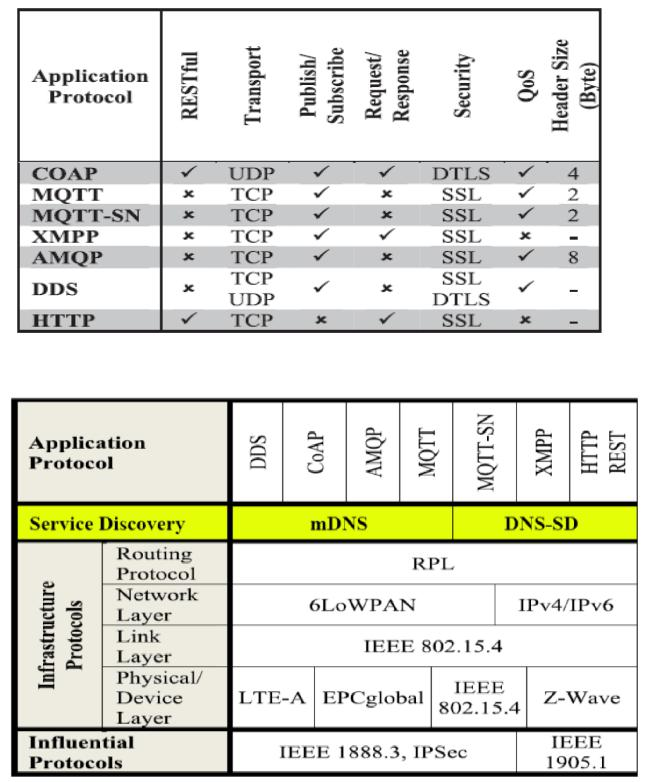 Application Protocol RESTful Transport Publish/ Subscribe Request/ Response Security QoS Header Size (Byte)
COAP ✓ UDP ✓ ✓ DTLS ✓ 4
MQTT × TCP ✓ × SSL ✓ 2
MQTT-SN × TCP ✓ × SSL ✓ 2
XMPP × TCP ✓ ✓ SSL × -
AMQP × TCP ✓ × SSL ✓ 8
DDS × TCP UDP ✓ × SSL DTLS ✓ -
HTTP ✓ TCP × ✓ SSL × -
Application Protocol DDS CoAP AMQP MQTT MQTT-SN XMPP HTTP REST
Service Discovery mDNS DNS-SD
Infrastructure Protocols
Routing Protocol RPL
Network Layer 6LoWPAN IPv4/IPv6
Link Layer IEEE 802.15.4
Physical/ Device Layer LTE-A EPCglobal IEEE 802.15.4 Z-Wave
Influential Protocols IEEE 1888.3, IPSec IEEE 1905.1